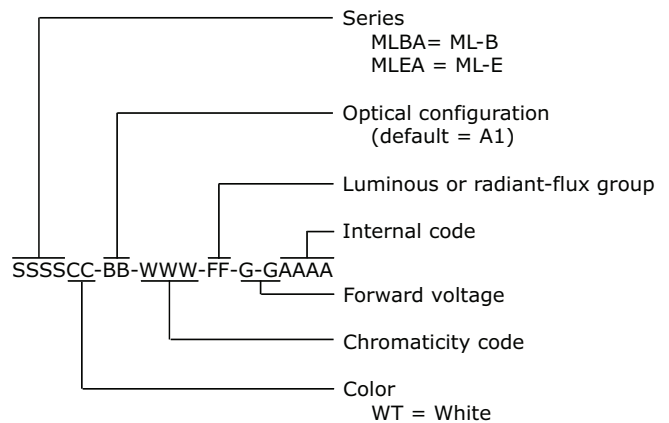 Series
MLBA= ML-B
MLEA = ML-E
Optical configuration
(default = A1)
Luminous or radiant-flux group
Internal code
SSSSCC-BB-WWW-FF-G-GAAAA
Forward voltage
Chromaticity code
Color
WT = White